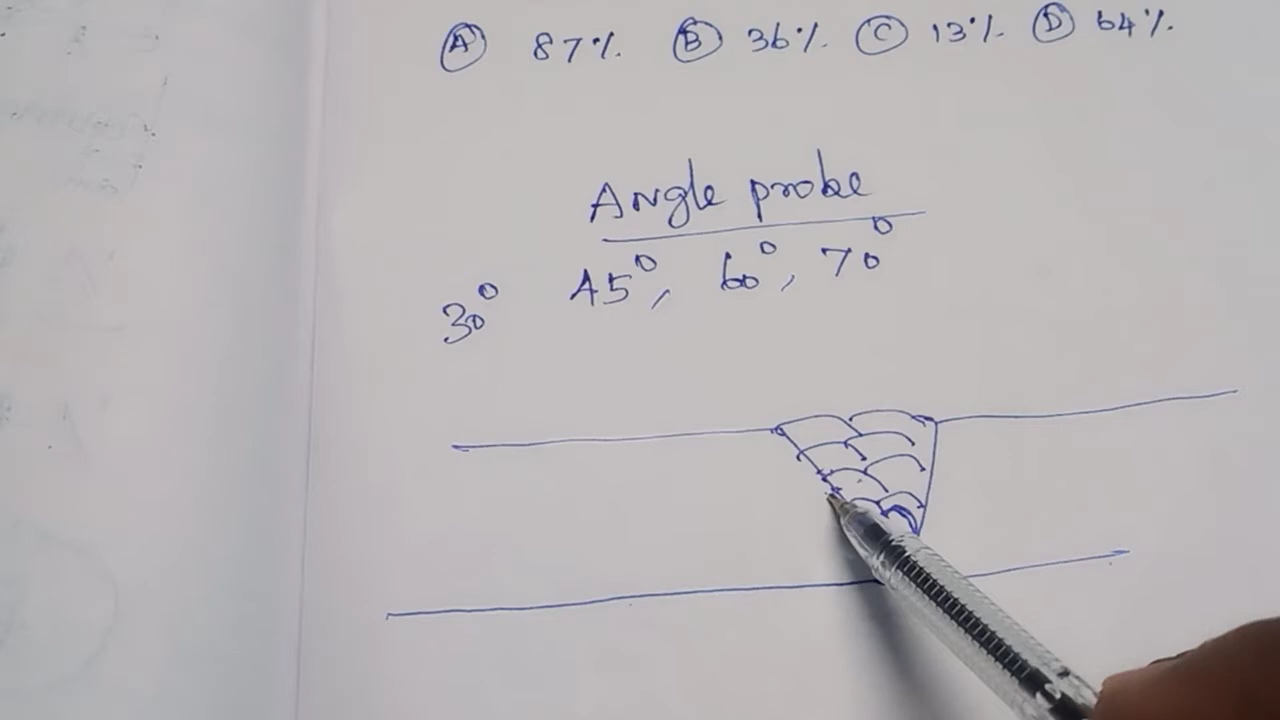 Ⓐ 87% Ⓑ 36% Ⓒ 13% Ⓓ 64%
Angle probe
30° 45°, 60°, 70°